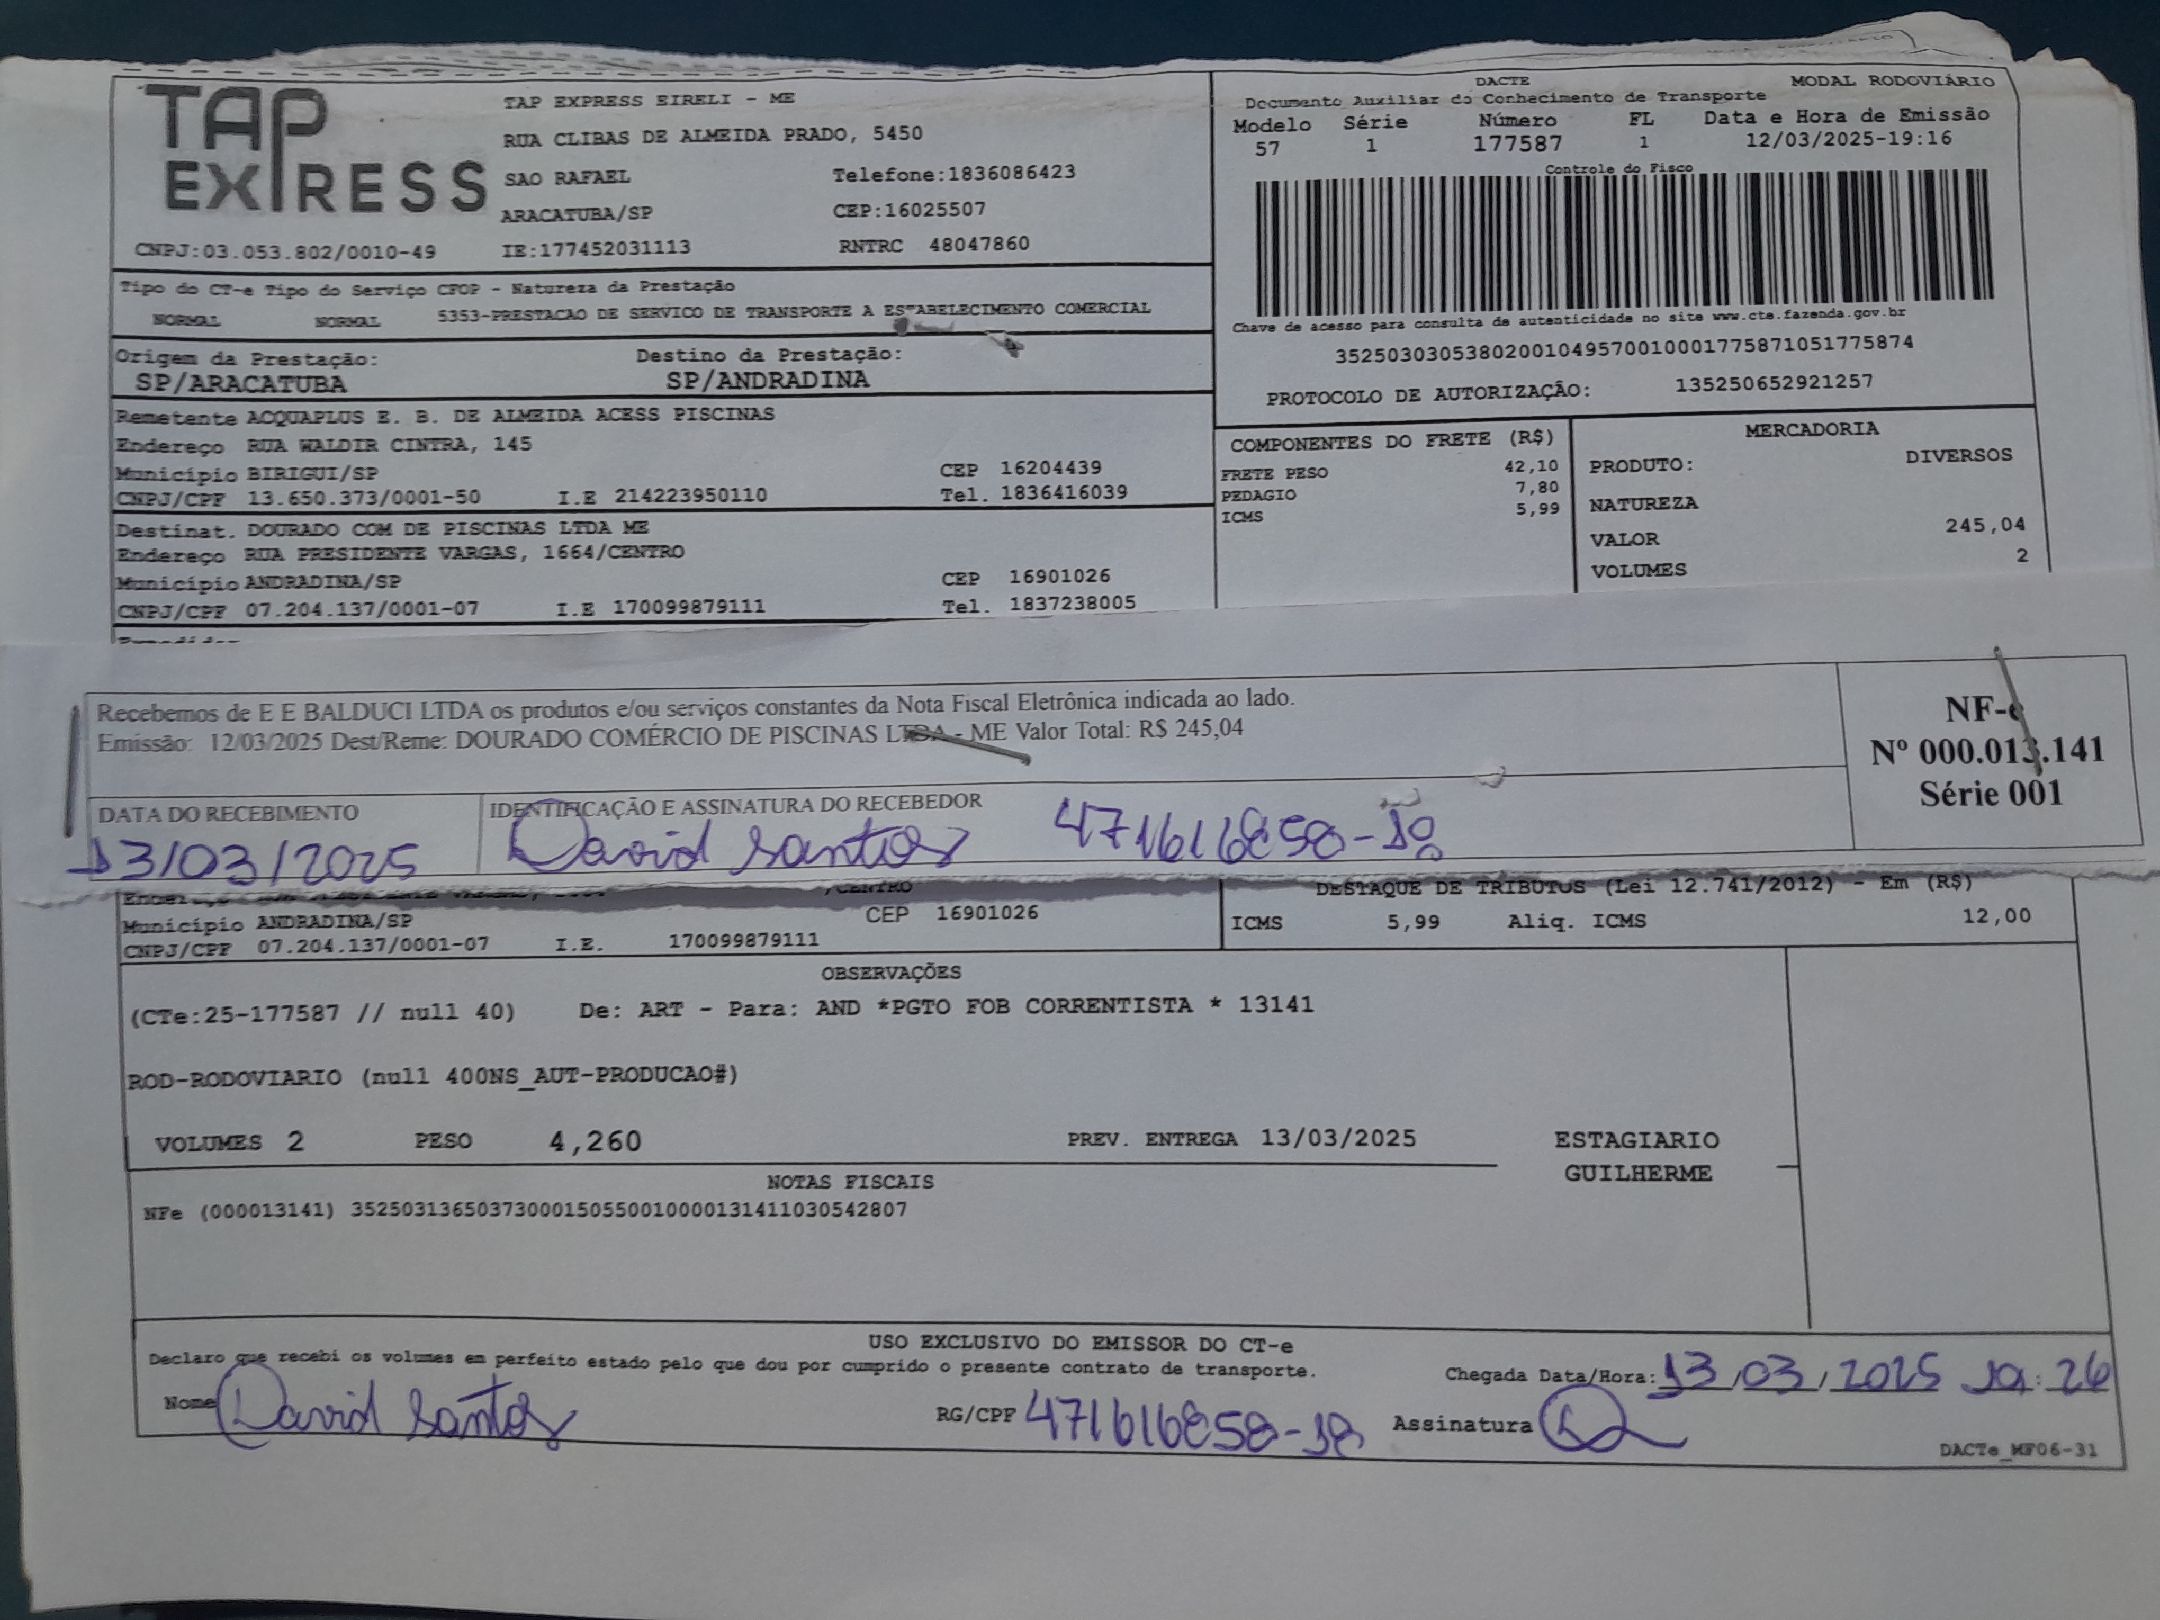 TAP EXPRESS
TAP EXPRESS EIRELI - ME
RUA CLIBAS DE ALMEIDA PRADO, 5450
SAO RAFAEL Telefone:1836086423
ARACATUBA/SP CEP:16025507
CNPJ:03.053.802/0010-49 IE:177452031113 RNTRC 48047860
DACTE MODAL RODOVIÁRIO
Documento Auxiliar do Conhecimento de Transporte
Modelo Série Número FL Data e Hora de Emissão
57 1 177587 1 12/03/2025-19:16
Controle do Fisco
Chave de acesso para consulta de autenticidade no site www.cte.fazenda.gov.br
35250303053802001049570010001775871051775874
PROTOCOLO DE AUTORIZAÇÃO: 135250652921257
Tipo do CT-e Tipo do Serviço CFOP - Natureza da Prestação
NORMAL NORMAL 5353-PRESTACAO DE SERVICO DE TRANSPORTE A ESTABELECIMENTO COMERCIAL
Origem da Prestação: Destino da Prestação:
SP/ARACATUBA SP/ANDRADINA
Remetente ACQUAPLUS E. B. DE ALMEIDA ACESS PISCINAS
Endereço RUA WALDIR CINTRA, 145
Município BIRIGUI/SP CEP 16204439
CNPJ/CPF 13.650.373/0001-50 I.E 214223950110 Tel. 1836416039
Destinat. DOURADO COM DE PISCINAS LTDA ME
Endereço RUA PRESIDENTE VARGAS, 1664/CENTRO
Município ANDRADINA/SP CEP 16901026
CNPJ/CPF 07.204.137/0001-07 I.E 170099879111 Tel. 1837238005
COMPONENTES DO FRETE (R$)
FRETE PESO 42,10
PEDAGIO 7,80
ICMS 5,99
MERCADORIA
PRODUTO: DIVERSOS
NATUREZA
VALOR 245,04
VOLUMES 2
Recebemos de E E BALDUCI LTDA os produtos e/ou serviços constantes da Nota Fiscal Eletrônica indicada ao lado.
Emissão: 12/03/2025 Dest/Reme: DOURADO COMÉRCIO DE PISCINAS LTDA - ME Valor Total: R$ 245,04
NF-e
Nº 000.013.141
Série 001
DATA DO RECEBIMENTO IDENTIFICAÇÃO E ASSINATURA DO RECEBEDOR
13/03/2025 David Santos 471616858-18
/CENTRO
Município ANDRADINA/SP CEP 16901026
CNPJ/CPF 07.204.137/0001-07 I.E. 170099879111
DESTAQUE DE TRIBUTOS (Lei 12.741/2012) - Em (R$)
ICMS 5,99 Aliq. ICMS 12,00
OBSERVAÇÕES
(CTe:25-177587 // null 40) De: ART - Para: AND *PGTO FOB CORRENTISTA * 13141
ROD-RODOVIARIO (null 400NS_AUT-PRODUCAO#)
VOLUMES 2 PESO 4,260 PREV. ENTREGA 13/03/2025
ESTAGIARIO
GUILHERME
NOTAS FISCAIS
NFe (000013141) 35250313650373000150550010000131411030542807
USO EXCLUSIVO DO EMISSOR DO CT-e
Declaro que recebi os volumes em perfeito estado pelo que dou por cumprido o presente contrato de transporte.
Chegada Data/Hora: 13/03/2025
Nome David Santos RG/CPF 471616858-18 Assinatura
DACTe_MF06-31